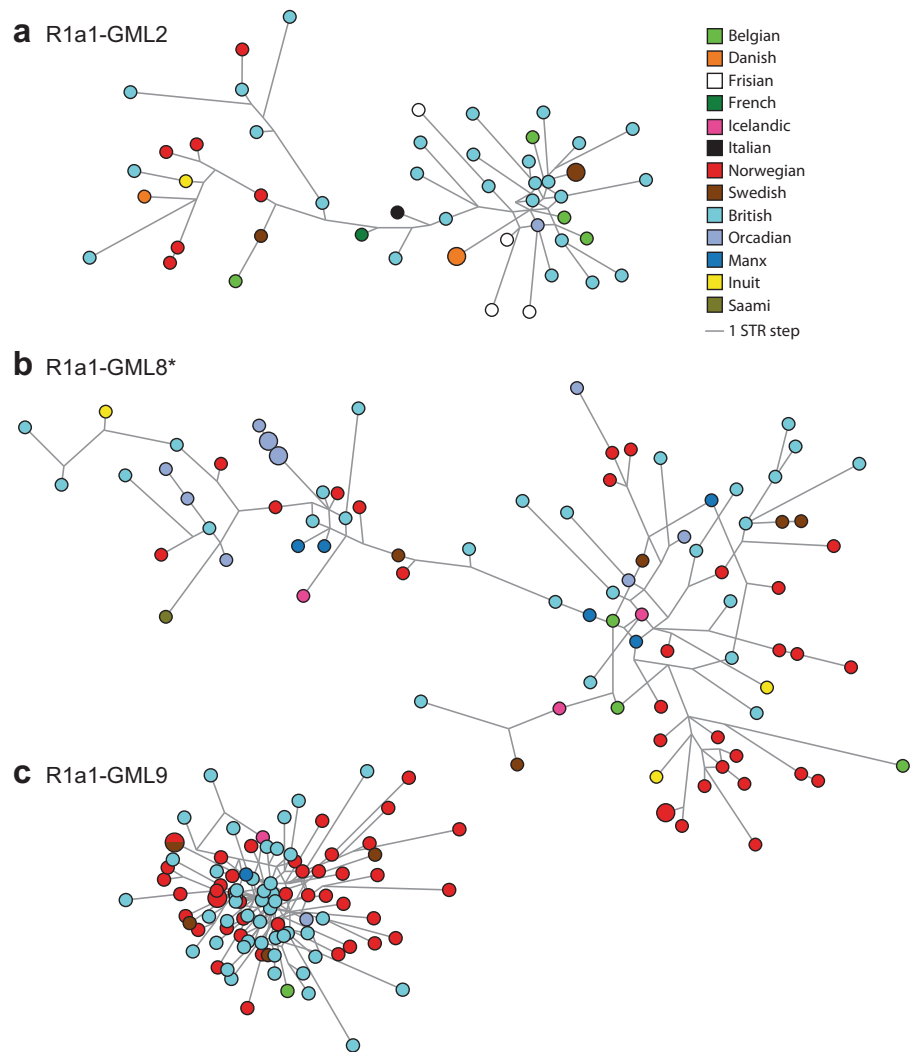 a R1a1-GML2
Belgian
Danish
Frisian
French
Icelandic
Italian
Norwegian
Swedish
British
Orcadian
Manx
Inuit
Saami
1 STR step
b R1a1-GML8*
c R1a1-GML9